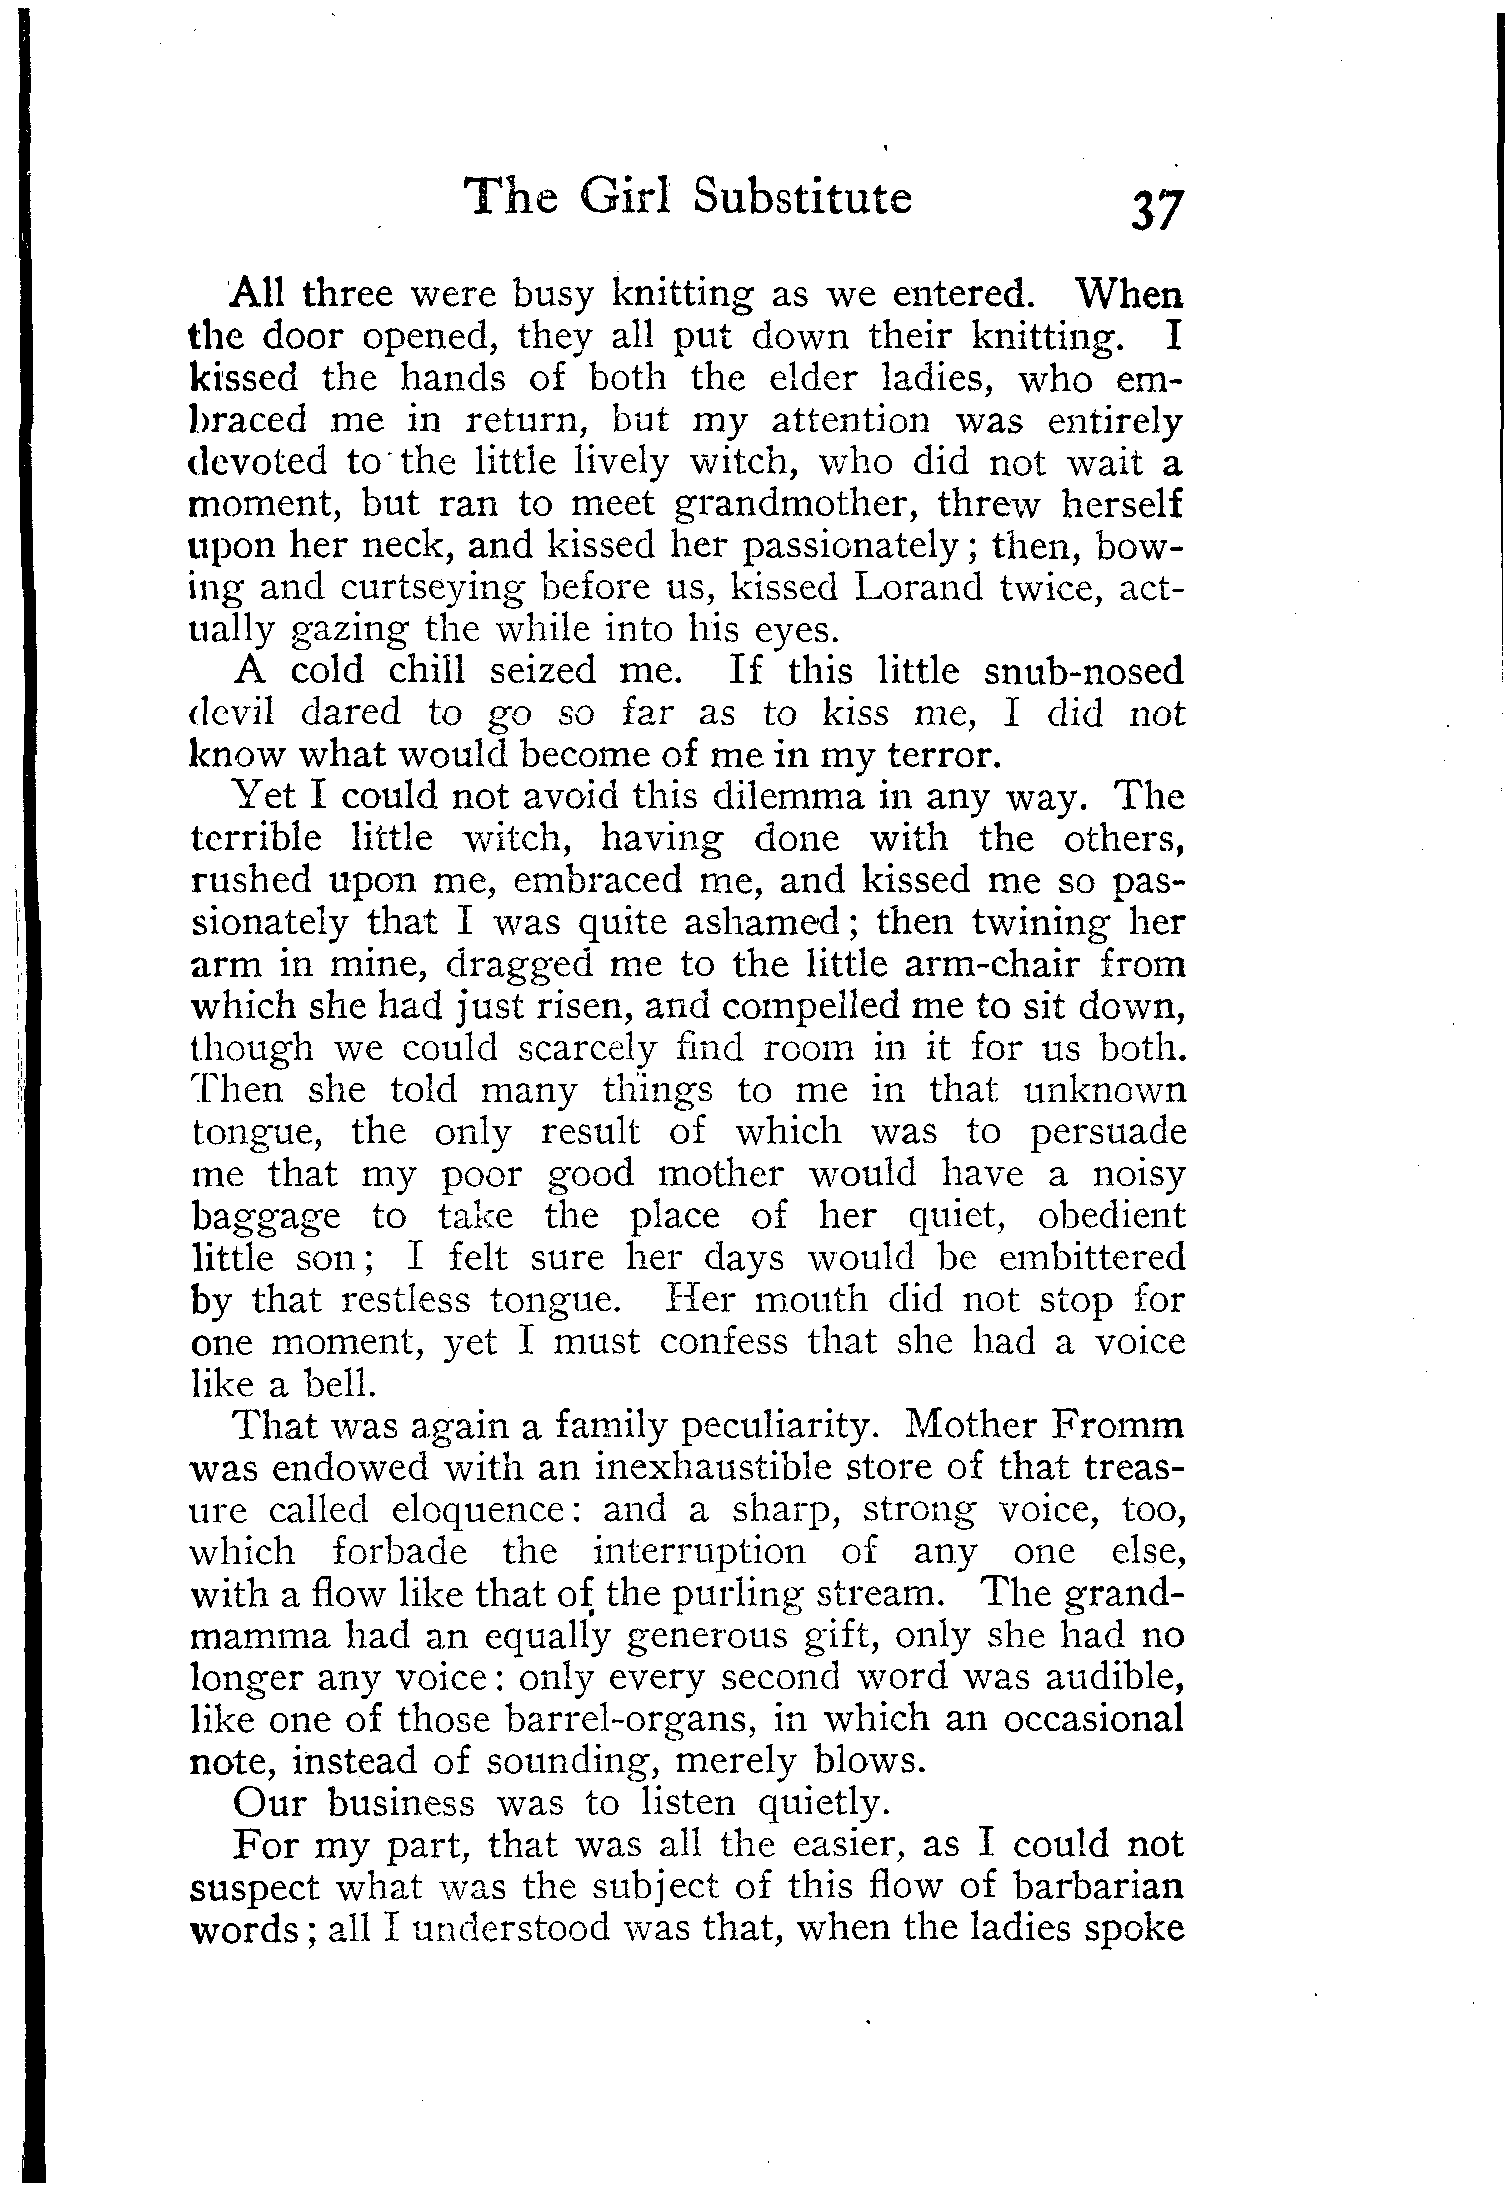 The Girl Substitute 37
All three were busy knitting as we entered. When
the door opened, they all put down their knitting. I
kissed the hands of both the elder ladies, who em-
braced me in return, but my attention was entirely
devoted to the little lively witch, who did not wait a
moment, but ran to meet grandmother, threw herself
upon her neck, and kissed her passionately; then, bow-
ing and curtseying before us, kissed Lorand twice, act-
ually gazing the while into his eyes.
A cold chill seized me. If this little snub-nosed
devil dared to go so far as to kiss me, I did not
know what would become of me in my terror.
Yet I could not avoid this dilemma in any way. The
terrible little witch, having done with the others,
rushed upon me, embraced me, and kissed me so pas-
sionately that I was quite ashamed; then twining her
arm in mine, dragged me to the little arm-chair from
which she had just risen, and compelled me to sit down,
though we could scarcely find room in it for us both.
Then she told many things to me in that unknown
tongue, the only result of which was to persuade
me that my poor good mother would have a noisy
baggage to take the place of her quiet, obedient
little son; I felt sure her days would be embittered
by that restless tongue. Her mouth did not stop for
one moment, yet I must confess that she had a voice
like a bell.
That was again a family peculiarity. Mother Fromm
was endowed with an inexhaustible store of that treas-
ure called eloquence: and a sharp, strong voice, too,
which forbade the interruption of any one else,
with a flow like that of the purling stream. The grand-
mamma had an equally generous gift, only she had no
longer any voice: only every second word was audible,
like one of those barrel-organs, in which an occasional
note, instead of sounding, merely blows.
Our business was to listen quietly.
For my part, that was all the easier, as I could not
suspect what was the subject of this flow of barbarian
words; all I understood was that, when the ladies spoke